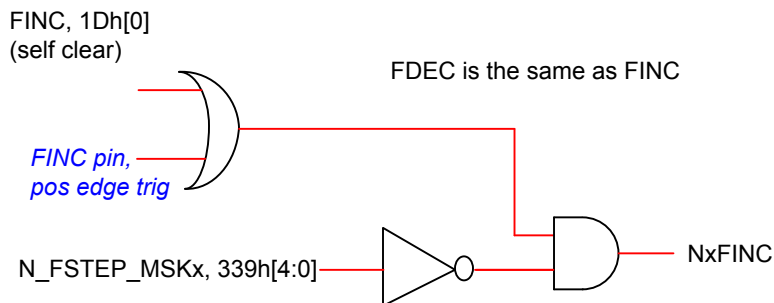 FINC, 1Dh[0]
(self clear)
FDEC is the same as FINC
FINC pin,
pos edge trig
NxFINC
N_FSTEP_MSKx, 339h[4:0]